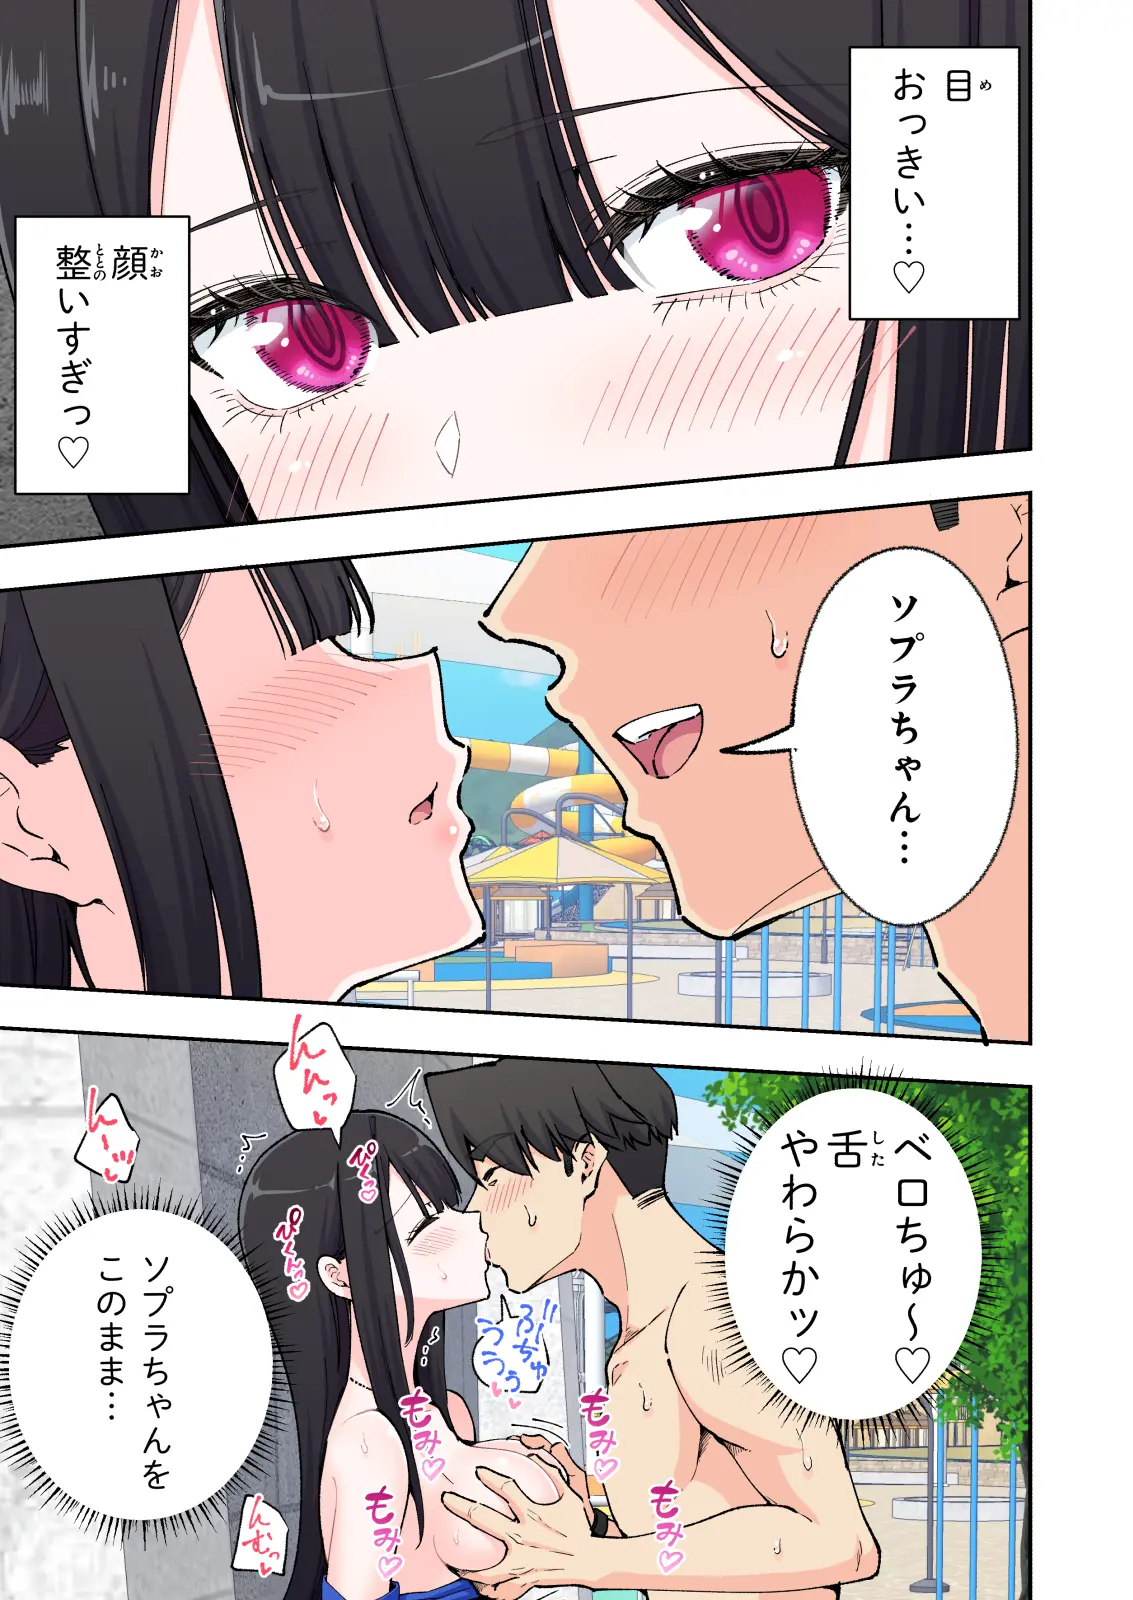 目
おっきい…♡
顔
整いすぎっ♡
ソプラちゃん…
んんっ♡
んーッ♡
ベロちゅ～♡
舌
やわらかッ♡
ぴくっ♡
ぴくんっ♡
ふーちゅ
ううぅ♡
ソプラちゃんを
このまま…
もみ♡
もみ♡
もみ♡
もみ♡
んむっ♡